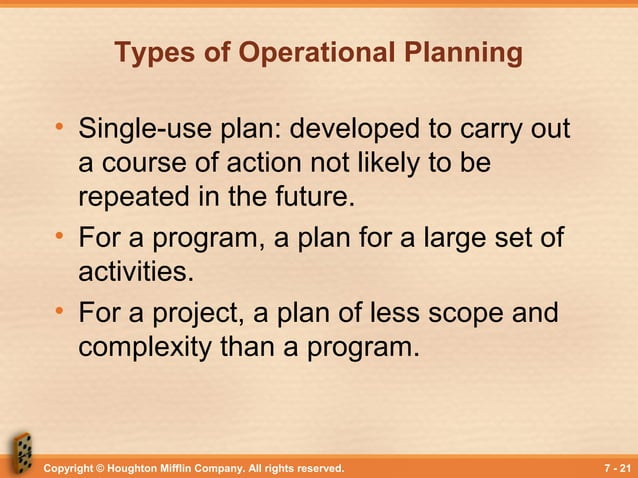 Types of Operational Planning
• Single-use plan: developed to carry out
a course of action not likely to be
repeated in the future.
• For a program, a plan for a large set of
activities.
• For a project, a plan of less scope and
complexity than a program.
Copyright © Houghton Mifflin Company. All rights reserved.
7 - 21